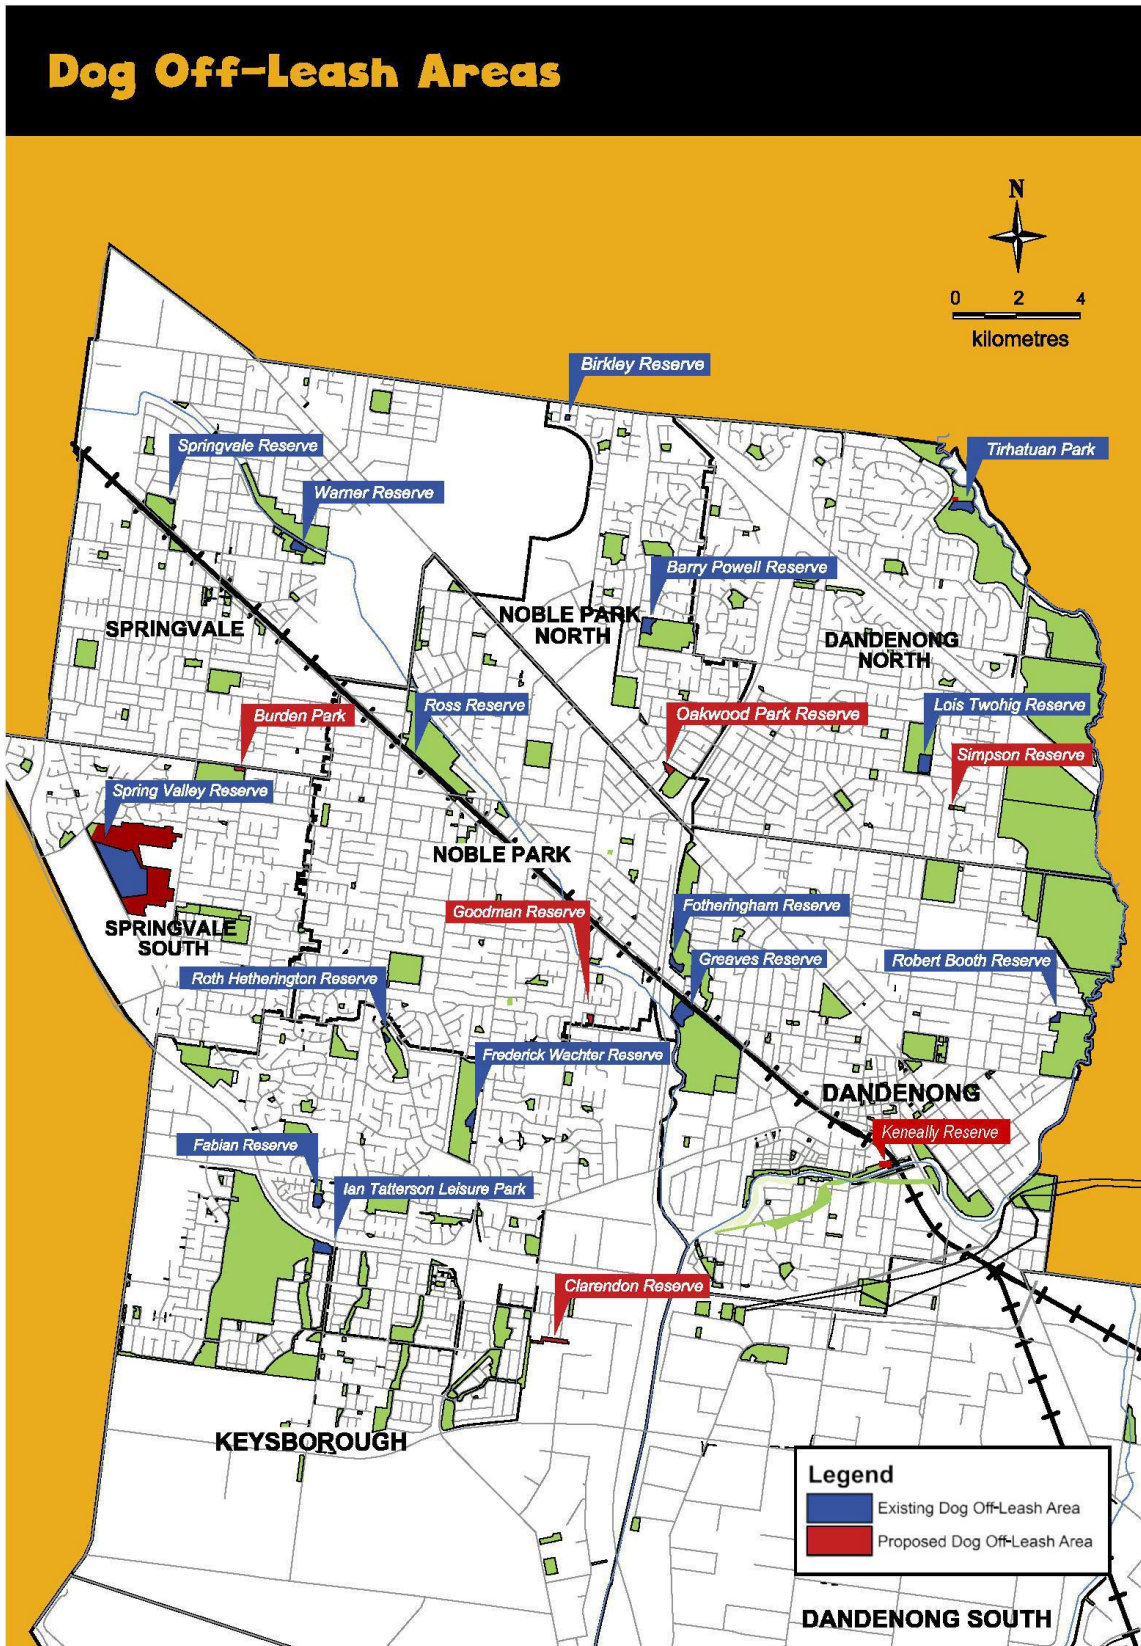 Dog Off-Leash Areas
N
0 2 4
kilometres
Birkley Reserve
Springvale Reserve
Tirhatuan Park
Warner Reserve
Barry Powell Reserve
NOBLE PARK
NORTH
SPRINGVALE
DANDENONG
NORTH
Ross Reserve
Lois Twohig Reserve
Burden Park
Oakwood Park Reserve
Simpson Reserve
Spring Valley Reserve
NOBLE PARK
Goodman Reserve
Fotheringham Reserve
SPRINGVALE
SOUTH
Greaves Reserve
Robert Booth Reserve
Roth Hetherington Reserve
Frederick Wachter Reserve
DANDENONG
Keneally Reserve
Fabian Reserve
Ian Tatterson Leisure Park
Clarendon Reserve
KEYSBOROUGH
Legend
Existing Dog Off-Leash Area
Proposed Dog Off-Leash Area
DANDENONG SOUTH